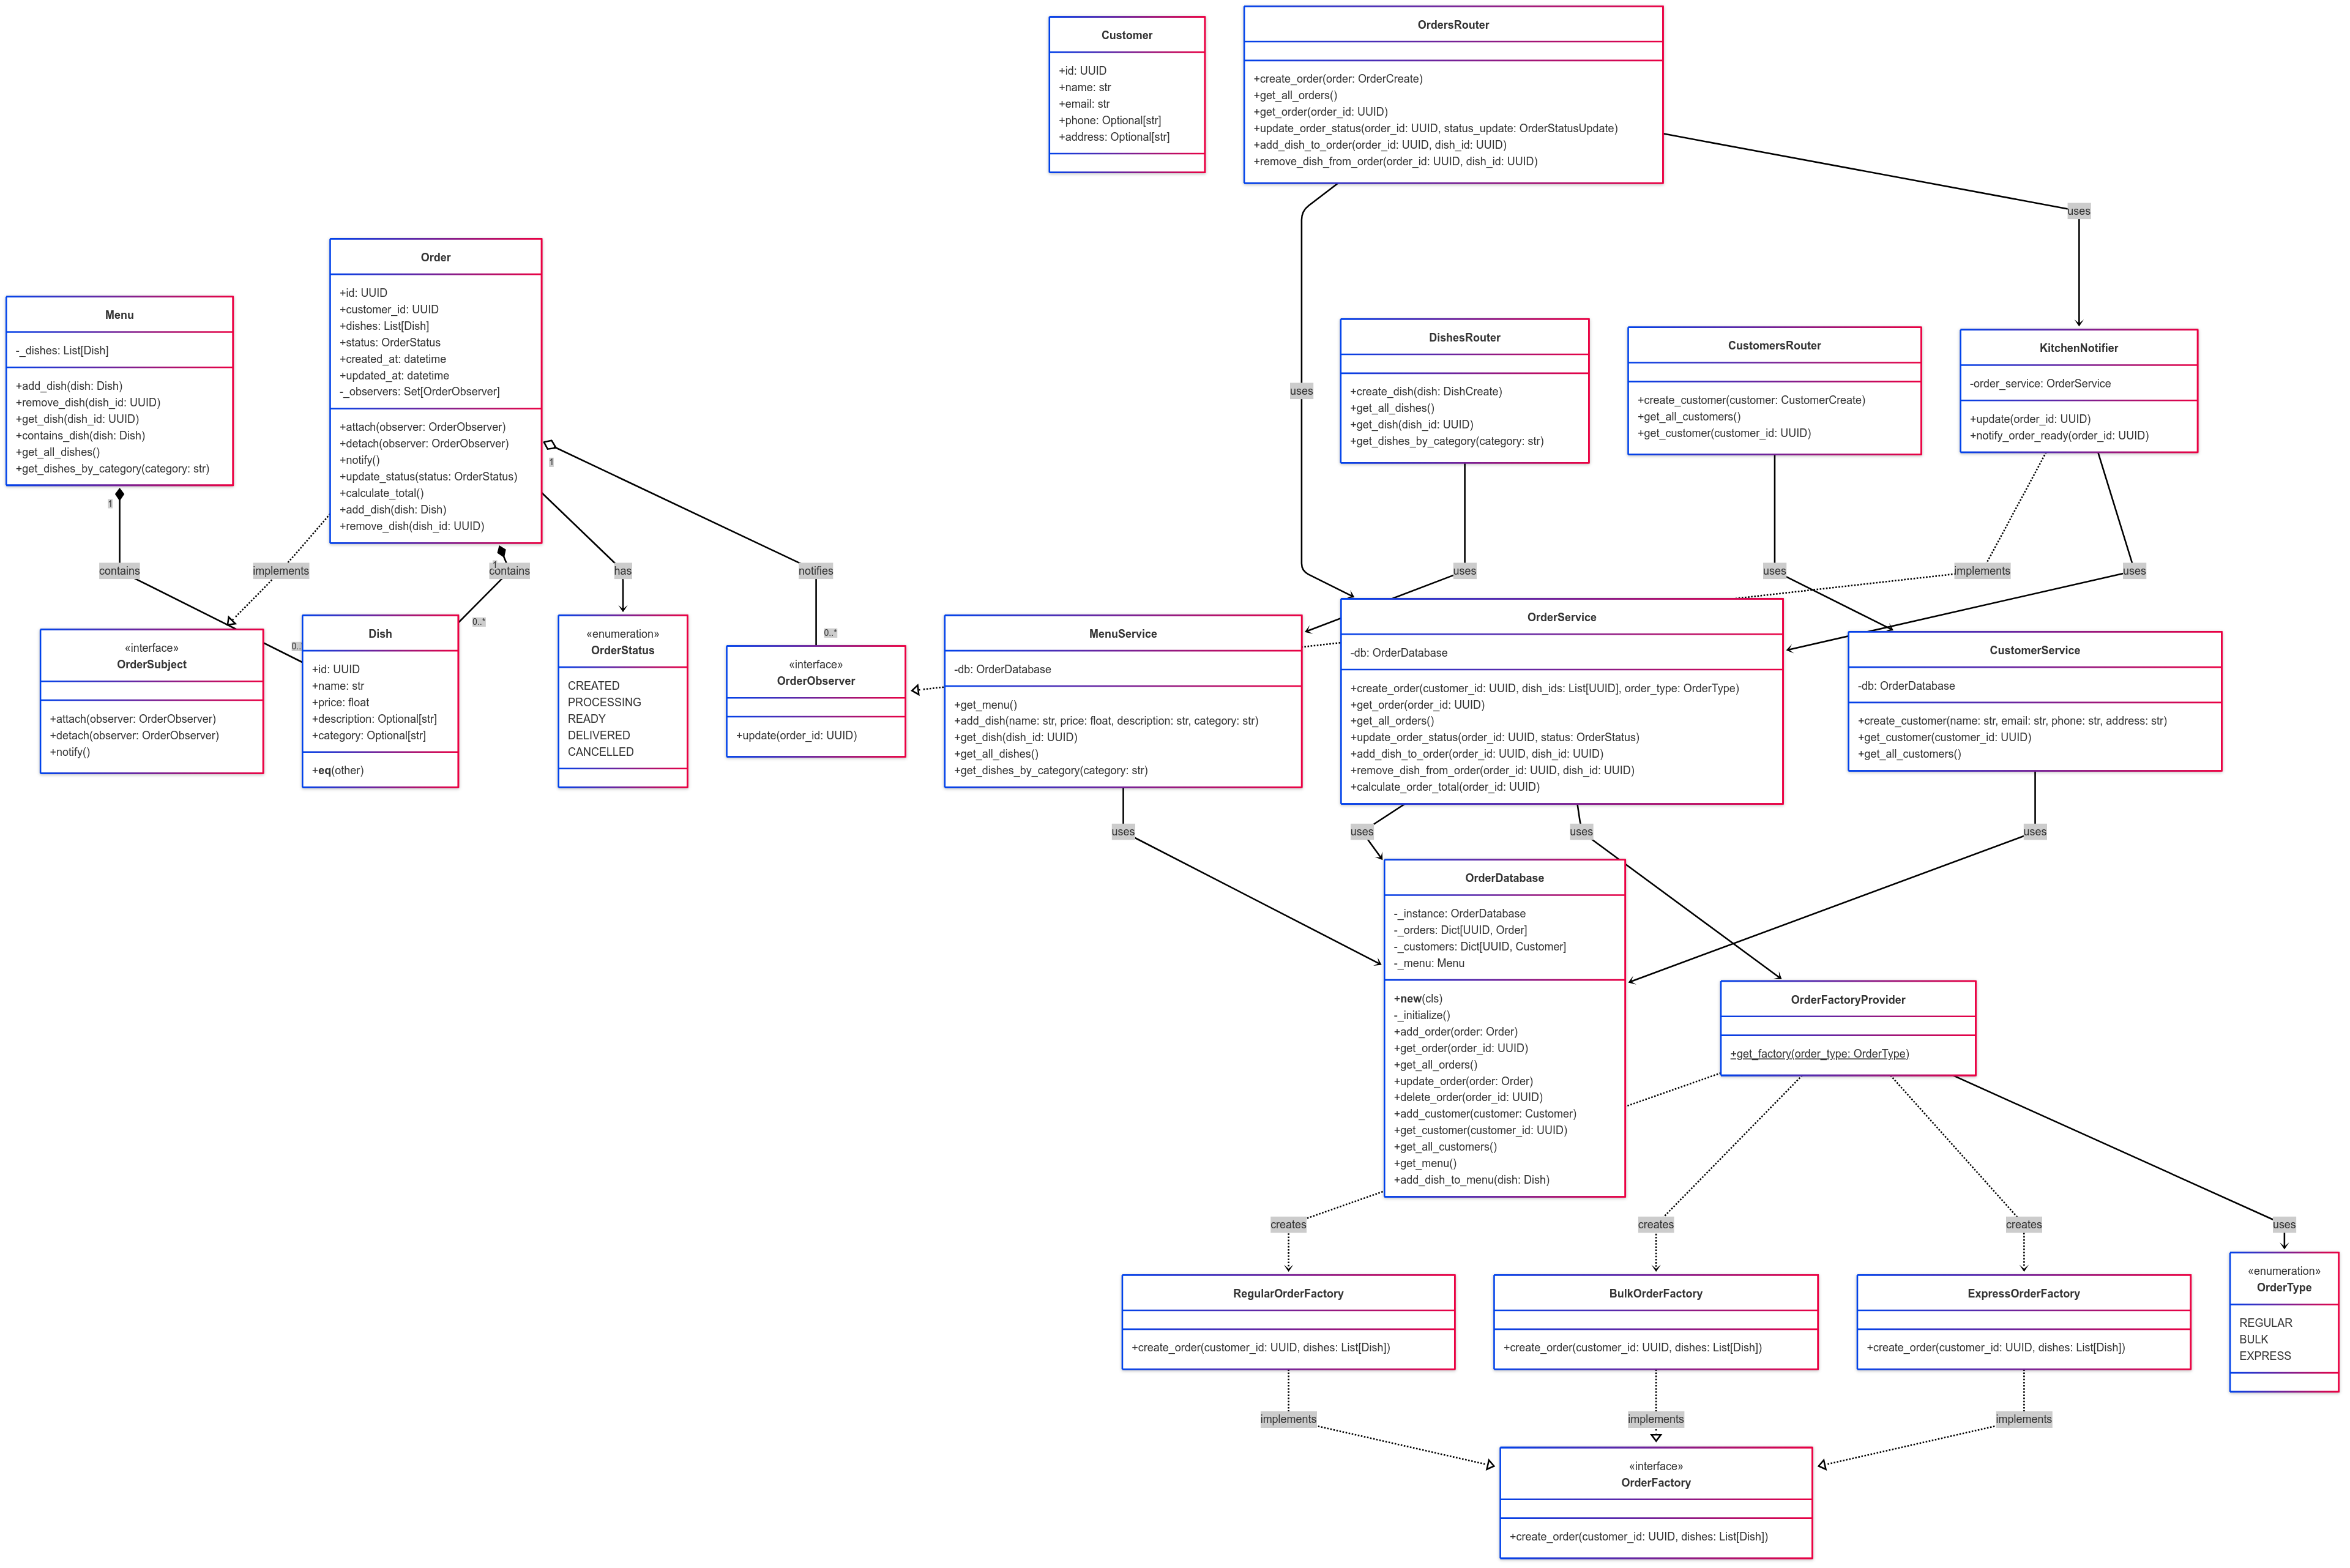 Customer
+id: UUID
+name: str
+email: str
+phone: Optional[str]
+address: Optional[str]
OrdersRouter
+create_order(order: OrderCreate)
+get_all_orders()
+get_order(order_id: UUID)
+update_order_status(order_id: UUID, status_update: OrderStatusUpdate)
+add_dish_to_order(order_id: UUID, dish_id: UUID)
+remove_dish_from_order(order_id: UUID, dish_id: UUID)
uses
uses
Menu
-_dishes: List[Dish]
+add_dish(dish: Dish)
+remove_dish(dish_id: UUID)
+get_dish(dish_id: UUID)
+contains_dish(dish: Dish)
+get_all_dishes()
+get_dishes_by_category(category: str)
1
contains
0..
Order
+id: UUID
+customer_id: UUID
+dishes: List[Dish]
+status: OrderStatus
+created_at: datetime
+updated_at: datetime
-_observers: Set[OrderObserver]
+attach(observer: OrderObserver)
+detach(observer: OrderObserver)
+notify()
+update_status(status: OrderStatus)
+calculate_total()
+add_dish(dish: Dish)
+remove_dish(dish_id: UUID)
implements
1
contains
0..*
has
1
notifies
0..*
DishesRouter
+create_dish(dish: DishCreate)
+get_all_dishes()
+get_dish(dish_id: UUID)
+get_dishes_by_category(category: str)
uses
CustomersRouter
+create_customer(customer: CustomerCreate)
+get_all_customers()
+get_customer(customer_id: UUID)
uses
KitchenNotifier
-order_service: OrderService
+update(order_id: UUID)
+notify_order_ready(order_id: UUID)
implements
uses
«interface»
OrderSubject
+attach(observer: OrderObserver)
+detach(observer: OrderObserver)
+notify()
Dish
+id: UUID
+name: str
+price: float
+description: Optional[str]
+category: Optional[str]
+eq(other)
«enumeration»
OrderStatus
CREATED
PROCESSING
READY
DELIVERED
CANCELLED
«interface»
OrderObserver
+update(order_id: UUID)
MenuService
-db: OrderDatabase
+get_menu()
+add_dish(name: str, price: float, description: str, category: str)
+get_dish(dish_id: UUID)
+get_all_dishes()
+get_dishes_by_category(category: str)
uses
OrderService
-db: OrderDatabase
+create_order(customer_id: UUID, dish_ids: List[UUID], order_type: OrderType)
+get_order(order_id: UUID)
+get_all_orders()
+update_order_status(order_id: UUID, status: OrderStatus)
+add_dish_to_order(order_id: UUID, dish_id: UUID)
+remove_dish_from_order(order_id: UUID, dish_id: UUID)
+calculate_order_total(order_id: UUID)
uses
uses
CustomerService
-db: OrderDatabase
+create_customer(name: str, email: str, phone: str, address: str)
+get_customer(customer_id: UUID)
+get_all_customers()
uses
OrderDatabase
-_instance: OrderDatabase
-_orders: Dict[UUID, Order]
-_customers: Dict[UUID, Customer]
-_menu: Menu
+new(cls)
-_initialize()
+add_order(order: Order)
+get_order(order_id: UUID)
+get_all_orders()
+update_order(order: Order)
+delete_order(order_id: UUID)
+add_customer(customer: Customer)
+get_customer(customer_id: UUID)
+get_all_customers()
+get_menu()
+add_dish_to_menu(dish: Dish)
OrderFactoryProvider
+get_factory(order_type: OrderType)
creates
creates
creates
uses
RegularOrderFactory
+create_order(customer_id: UUID, dishes: List[Dish])
BulkOrderFactory
+create_order(customer_id: UUID, dishes: List[Dish])
ExpressOrderFactory
+create_order(customer_id: UUID, dishes: List[Dish])
«enumeration»
OrderType
REGULAR
BULK
EXPRESS
implements
implements
implements
«interface»
OrderFactory
+create_order(customer_id: UUID, dishes: List[Dish])